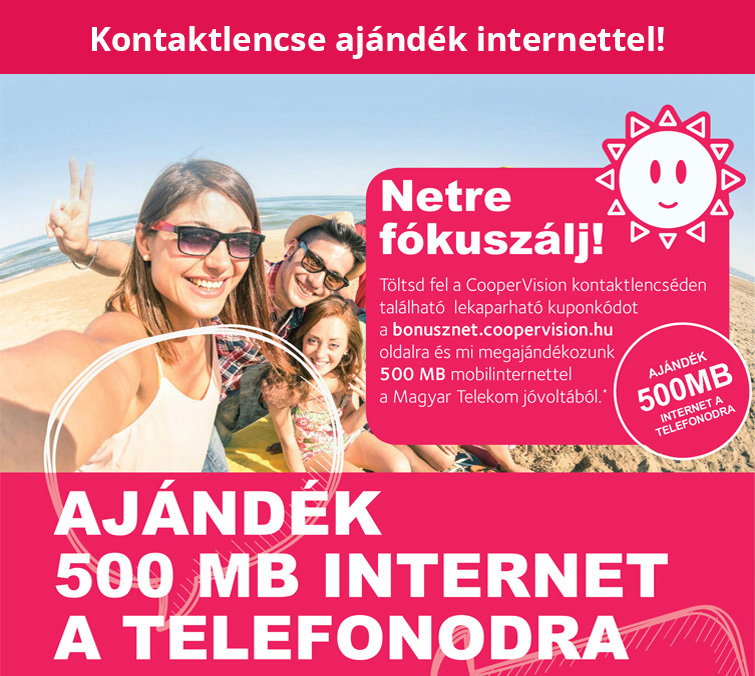 Kontaktlencse ajándék internettel!
Netre
fókuszálj!
Töltsd fel a CooperVision kontaktlencséden
található lekaparható kuponkódot
a bonusznet.coopervision.hu
oldalra és mi megajándékozunk
500 MB mobilinternettel
a Magyar Telekom jóvoltából.*
AJÁNDÉK
500MB
INTERNET A
TELEFONODRA
AJÁNDÉK
500 MB INTERNET
A TELEFONODRA